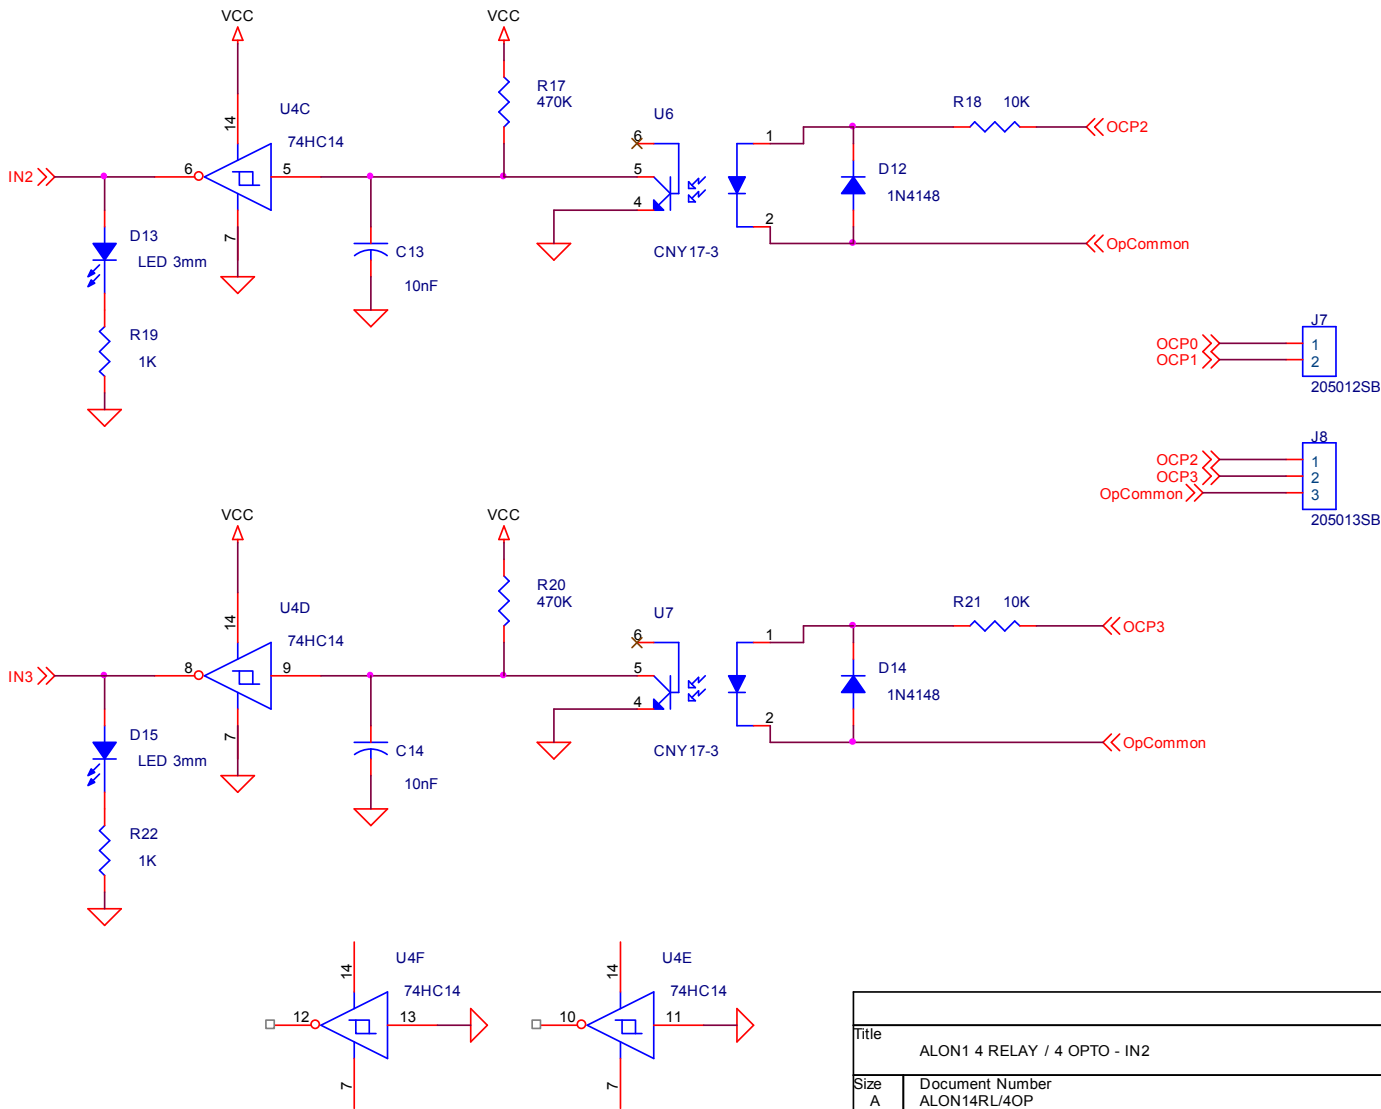 VCC
VCC
R17
470K
U4C
74HC14
14
6
5
7
IN2
D13
LED 3mm
R19
1K
C13
10nF
U6
6
5
4
1
2
CNY17-3
R18 10K
OCP2
D12
1N4148
OpCommon
J7
OCP0
1
OCP1
2
205012SB
J8
OCP2
1
OCP3
2
OpCommon
3
205013SB
VCC
VCC
R20
470K
U4D
74HC14
14
8
9
7
IN3
D15
LED 3mm
R22
1K
C14
10nF
U7
6
5
4
1
2
CNY17-3
R21 10K
OCP3
D14
1N4148
OpCommon
U4F
74HC14
14
12
13
7
U4E
74HC14
14
10
11
7
Title
ALON1 4 RELAY / 4 OPTO - IN2
Size
Document Number
A
ALON14RL/4OP